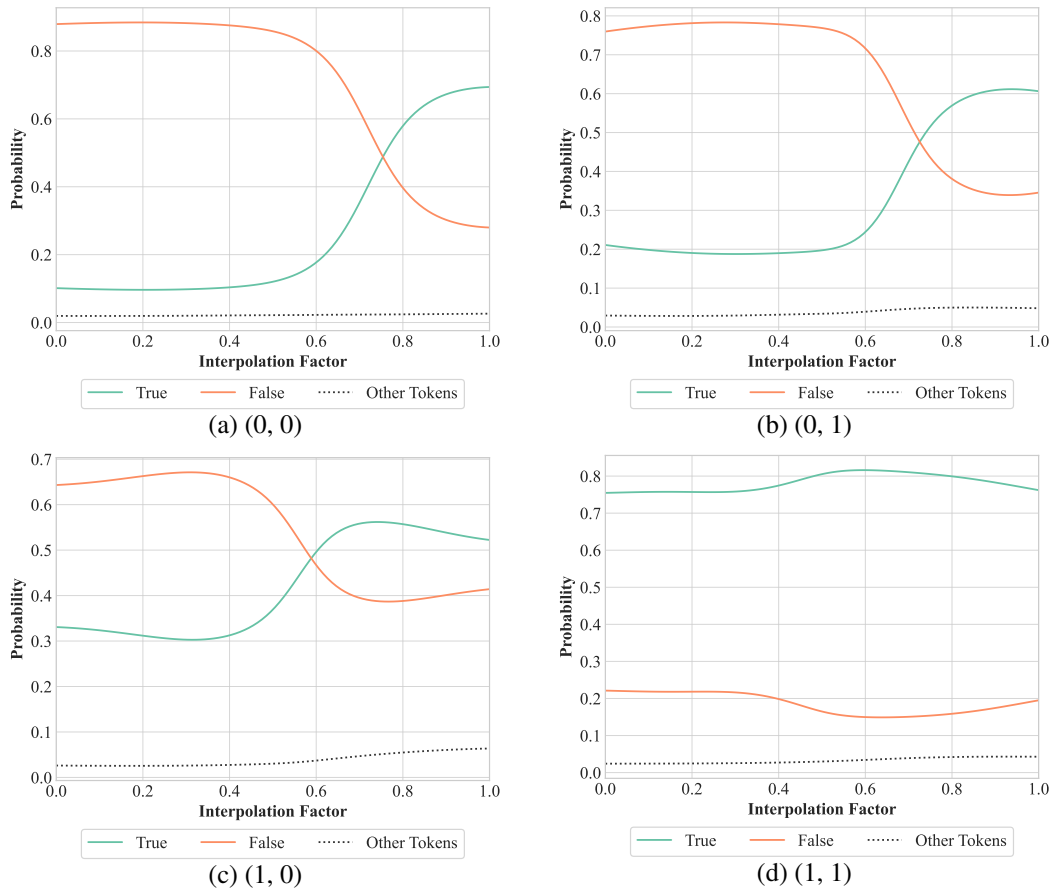 Probability
0.8
0.6
0.4
0.2
0.0
0.0 0.2 0.4 0.6 0.8 1.0
Interpolation Factor
True False Other Tokens
(a) (0, 0)
Probability
0.8
0.7
0.6
0.5
0.4
0.3
0.2
0.1
0.0
0.0 0.2 0.4 0.6 0.8 1.0
Interpolation Factor
True False Other Tokens
(b) (0, 1)
Probability
0.7
0.6
0.5
0.4
0.3
0.2
0.1
0.0
0.0 0.2 0.4 0.6 0.8 1.0
Interpolation Factor
True False Other Tokens
(c) (1, 0)
Probability
0.8
0.7
0.6
0.5
0.4
0.3
0.2
0.1
0.0
0.0 0.2 0.4 0.6 0.8 1.0
Interpolation Factor
True False Other Tokens
(d) (1, 1)